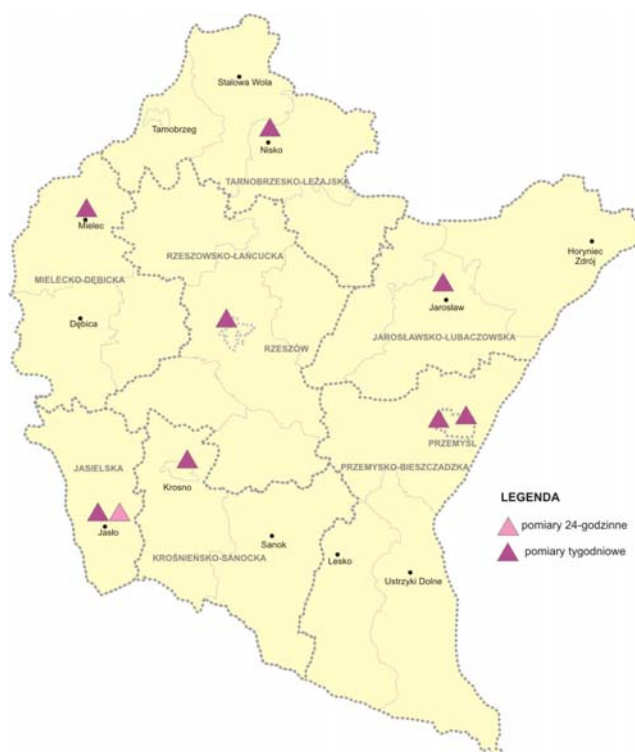 Stalowa Wola
Tarnobrzeg
Nisko
TARNOBRZESKO-LEŻAJSKA
Mielec
RZESZOWSKO-ŁAŃCUCKA
Horyniec
Zdrój
MIELECKO-DĘBICKA
Jarosław
Dębica
JAROSŁAWSKO-LUBACZOWSKA
RZESZÓW
PRZEMYŚL
JASIELSKA
PRZEMYSKO-BIESZCZADZKA
Krosno
LEGENDA
pomiary 24-godzinne
Jasło
Sanok
KROŚNIEŃSKO-SANOCKA
Lesko
pomiary tygodniowe
Ustrzyki Dolne